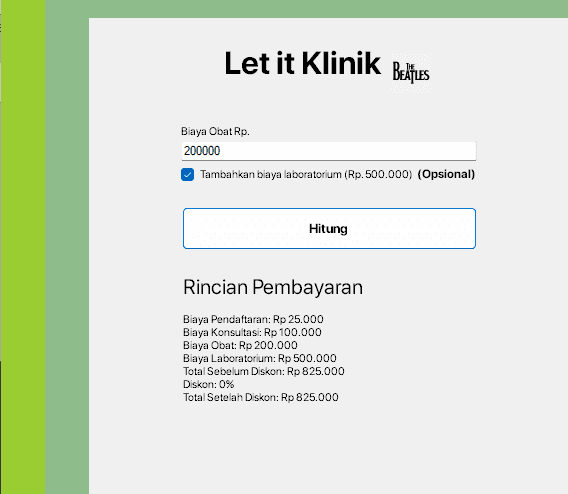 Let it Klinik
THE
BEATLES
Biaya Obat Rp.
200000
Tambahkan biaya laboratorium (Rp. 500.000) (Opsional)
Hitung
Rincian Pembayaran
Biaya Pendaftaran: Rp 25.000
Biaya Konsultasi: Rp 100.000
Biaya Obat: Rp 200.000
Biaya Laboratorium: Rp 500.000
Total Sebelum Diskon: Rp 825.000
Diskon: 0%
Total Setelah Diskon: Rp 825.000